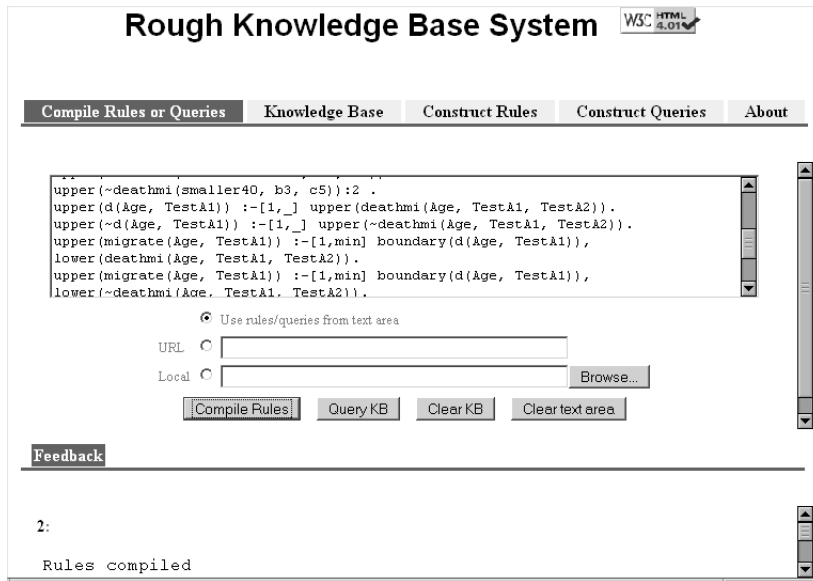 Rough Knowledge Base System W3C HTML 4.01
Compile Rules or Queries Knowledge Base Construct Rules Construct Queries About
upper(~deathmi(smaller40, b3, c5)):2 .
upper(d(Age, TestA1)) :-[1,_] upper(deathmi(Age, TestA1, TestA2)).
upper(~d(Age, TestA1)) :-[1,_] upper(~deathmi(Age, TestA1, TestA2)).
upper(migrate(Age, TestA1)) :-[1,min] boundary(d(Age, TestA1)),
lower(deathmi(Age, TestA1, TestA2)).
upper(migrate(Age, TestA1)) :-[1,min] boundary(d(Age, TestA1)),
lower(~deathmi(Age, TestA1, TestA2)).
Use rules/queries from text area
URL
Local Browse...
Compile Rules Query KB Clear KB Clear text area
Feedback
2:
Rules compiled